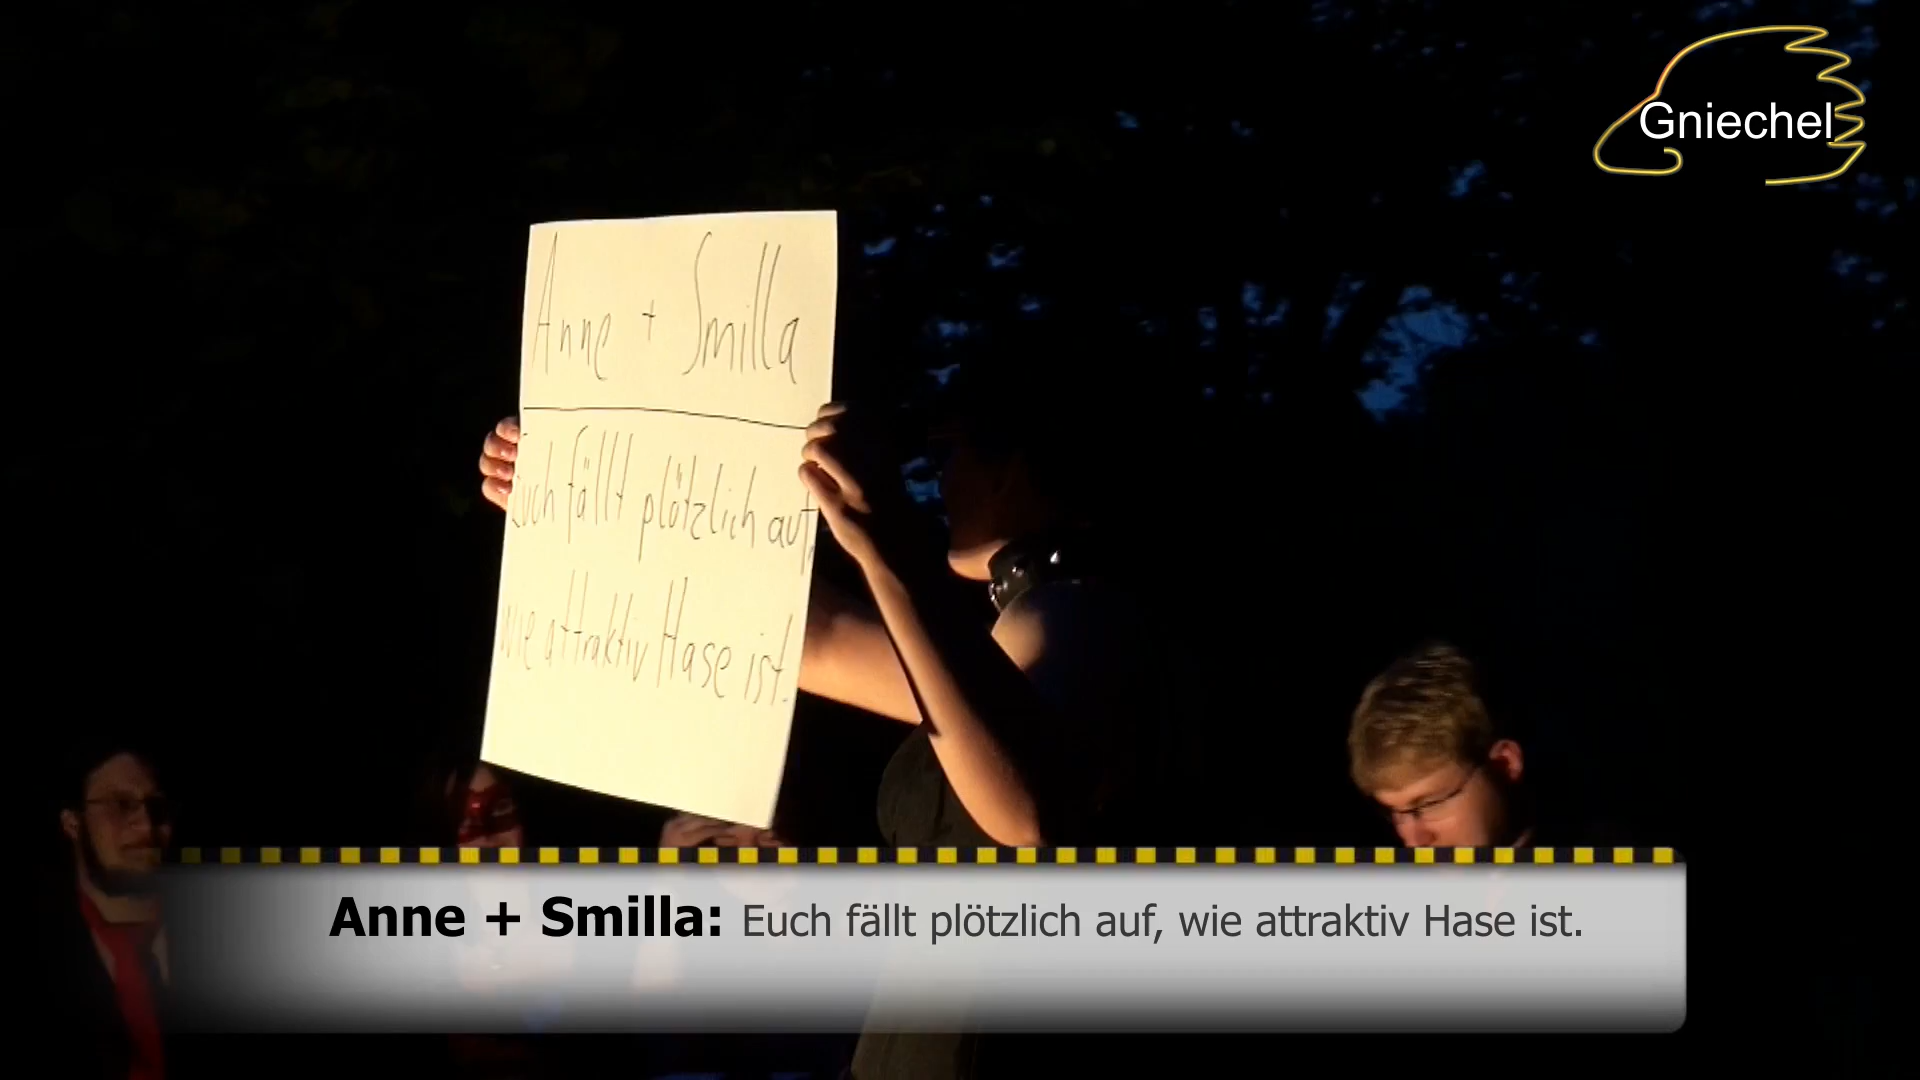 Gniechel
Anne + Smilla
Euch fällt plötzlich auf,
wie attraktiv Hase ist.
Anne + Smilla: Euch fällt plötzlich auf, wie attraktiv Hase ist.